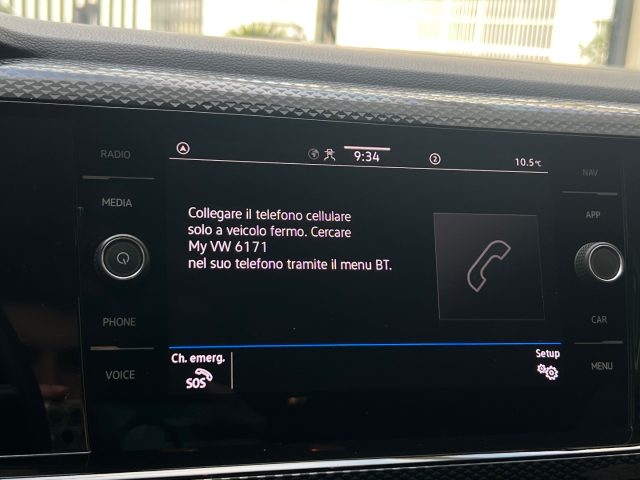 RADIO
MEDIA
PHONE
VOICE
9:34
2
10.5°C
Collegare il telefono cellulare
solo a veicolo fermo. Cercare
My VW 6171
nel suo telefono tramite il menu BT.
Ch. emerg.
SOS
Setup
NAV
APP
CAR
MENU